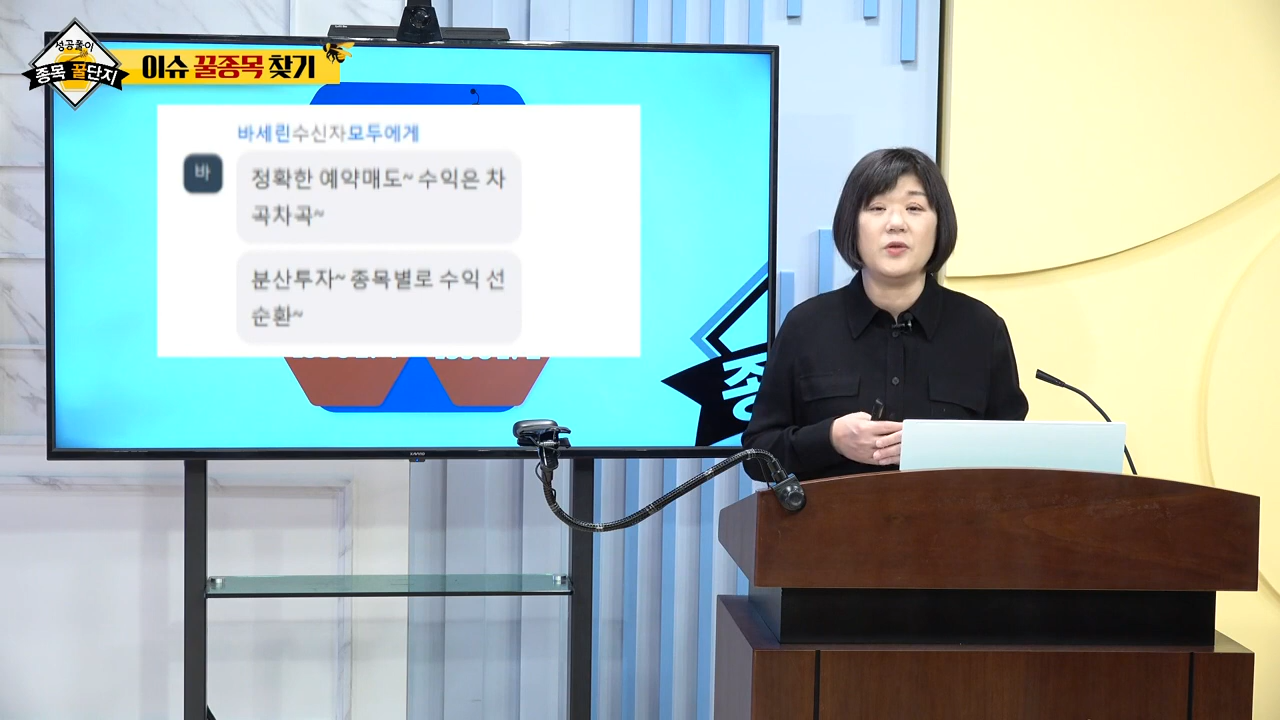 성공풀이
종목 꿀단지
이슈 꿀종목 찾기
바세린수신자모두에게
바
정확한 예약매도~ 수익은 차
곡차곡~
분산투자~ 종목별로 수익 선
순환~
종